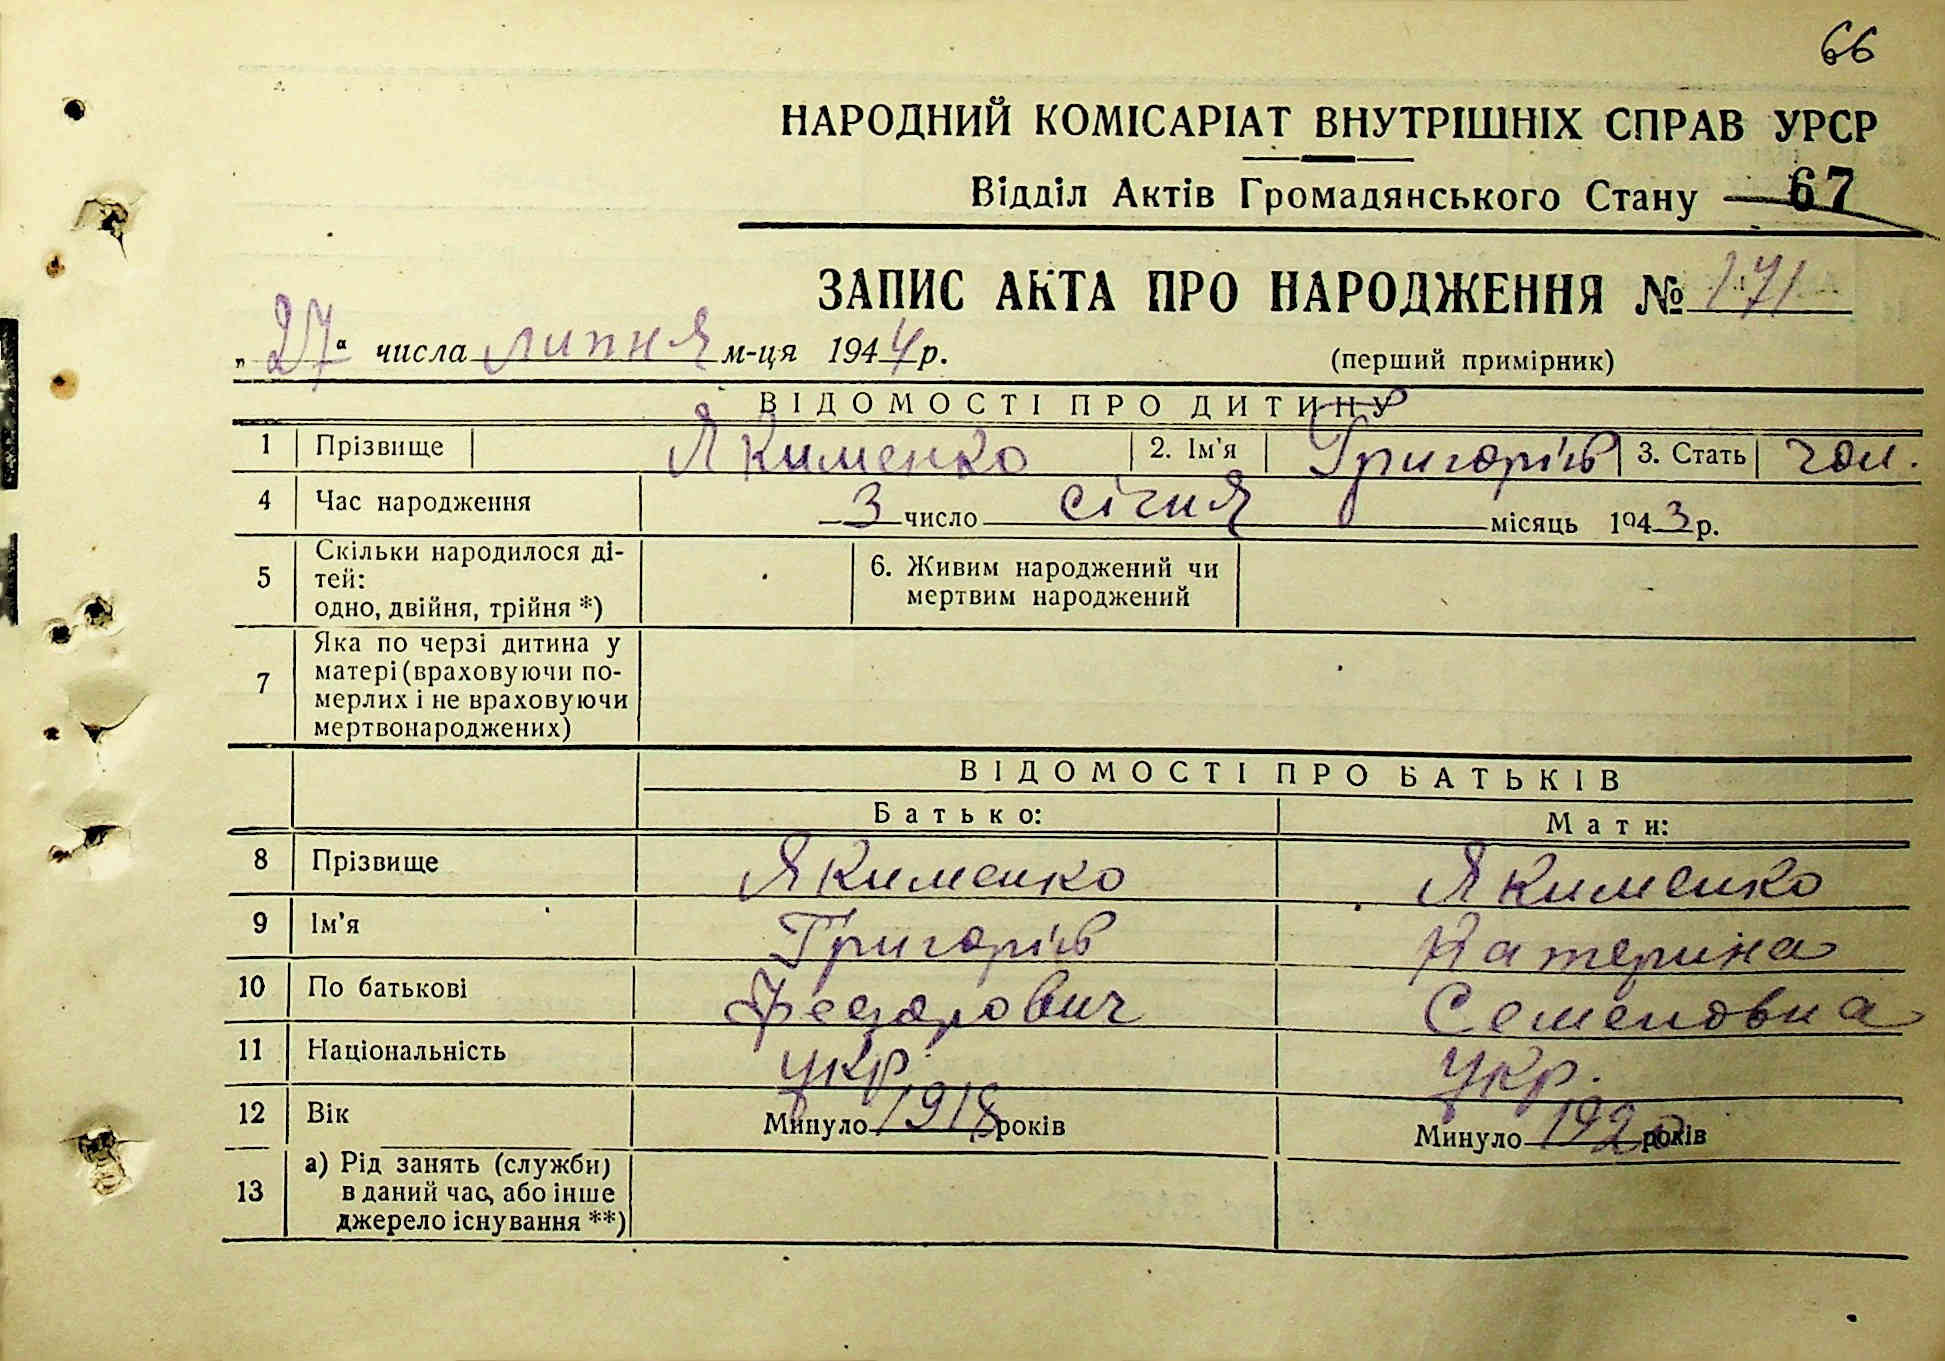 66
НАРОДНИЙ КОМІСАРІАТ ВНУТРІШНІХ СПРАВ УРСР
Відділ Актів Громадянського Стану 67
ЗАПИС АКТА ПРО НАРОДЖЕННЯ № 171
„27“ числа липня м-ця 1944 р. (перший примірник)
ВІДОМОСТІ ПРО ДИТИНУ
1 Прізвище Якименко 2. Ім'я Григорій 3. Стать чол.
4 Час народження 3 число січня місяць 1943 р.
5 Скільки народилося ді-
тей:
одно, двійня, трійня *) 6. Живим народжений чи
мертвим народжений
7 Яка по черзі дитина у
матері (враховуючи по-
мерлих і не враховуючи
мертвонароджених)
ВІДОМОСТІ ПРО БАТЬКІВ
Батько: Мати:
8 Прізвище Якименко Якименко
9 Ім'я Григорій Катерина
10 По батькові Федорович Семеновна
11 Національність укр. укр.
12 Вік Минуло 1918 років Минуло 1920 років
13 а) Рід занять (служби)
в даний час, або інше
джерело існування **)